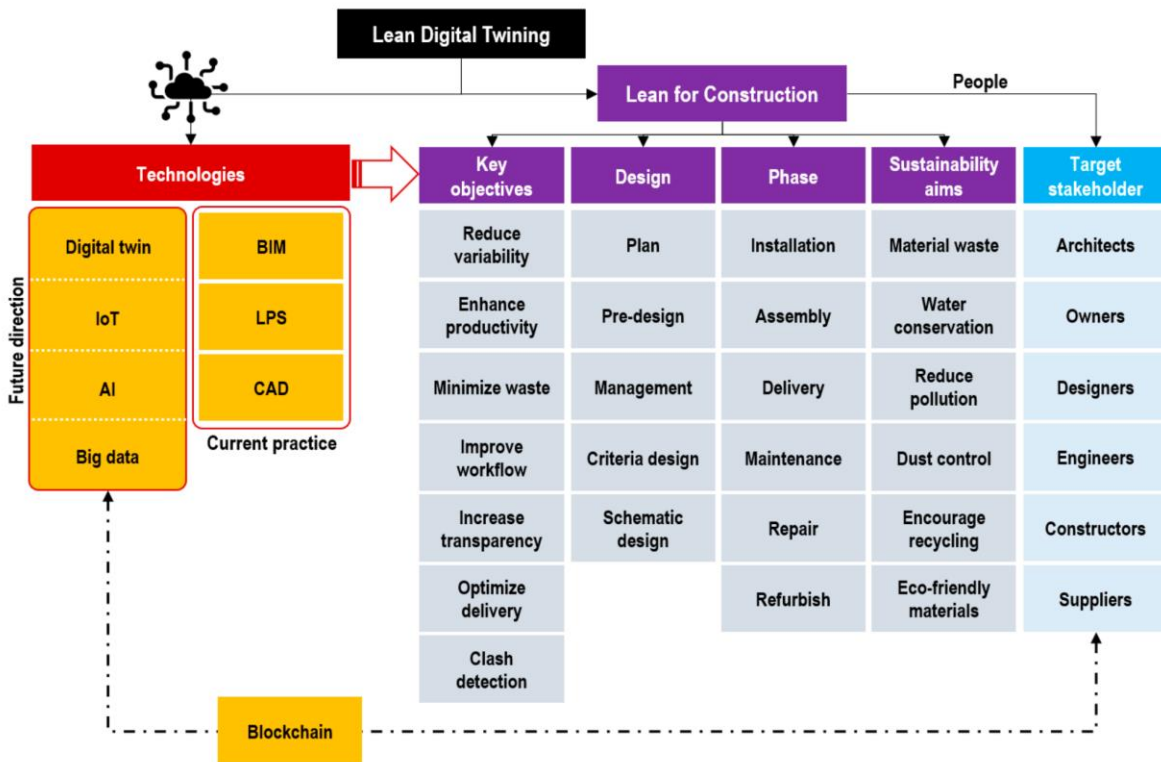 Lean Digital Twining
Lean for Construction
People
Technologies
Key
objectives
Design
Phase
Sustainability
aims
Target
stakeholder
Future direction
Digital twin
IoT
AI
Big data
BIM
LPS
CAD
Current practice
Reduce
variability
Enhance
productivity
Minimize waste
Improve
workflow
Increase
transparency
Optimize
delivery
Clash
detection
Plan
Pre-design
Management
Criteria design
Schematic
design
Installation
Assembly
Delivery
Maintenance
Repair
Refurbish
Material waste
Water
conservation
Reduce
pollution
Dust control
Encourage
recycling
Eco-friendly
materials
Architects
Owners
Designers
Engineers
Constructors
Suppliers
Blockchain